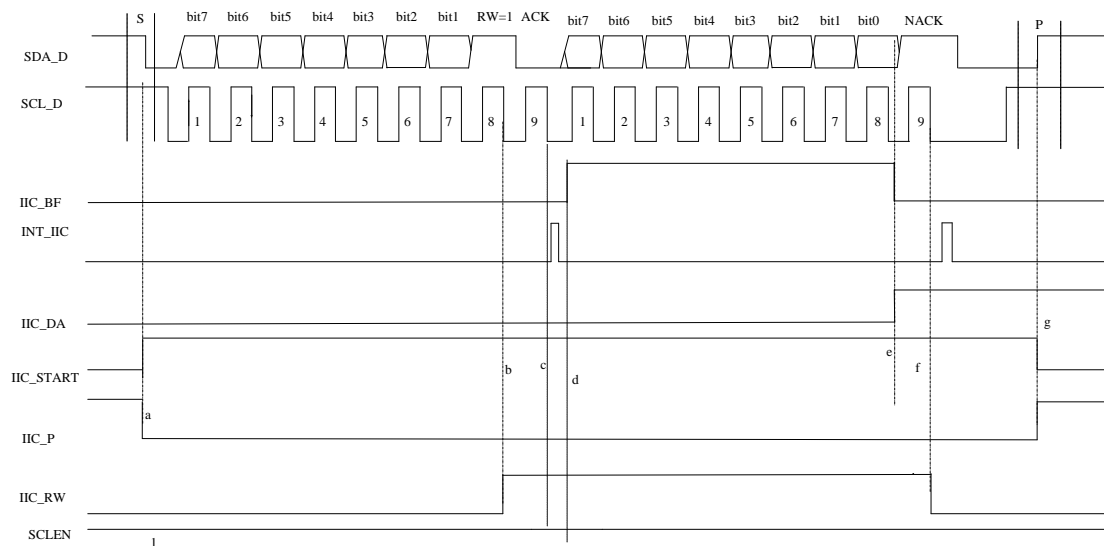 S bit7 bit6 bit5 bit4 bit3 bit2 bit1 RW=1 ACK bit7 bit6 bit5 bit4 bit3 bit2 bit1 bit0 NACK P
SDA_D
SCL_D
1 2 3 4 5 6 7 8 9 1 2 3 4 5 6 7 8 9
IIC_BF
INT_IIC
IIC_DA
g
e
b c d f
IIC_START
a
IIC_P
IIC_RW
SCLEN
1